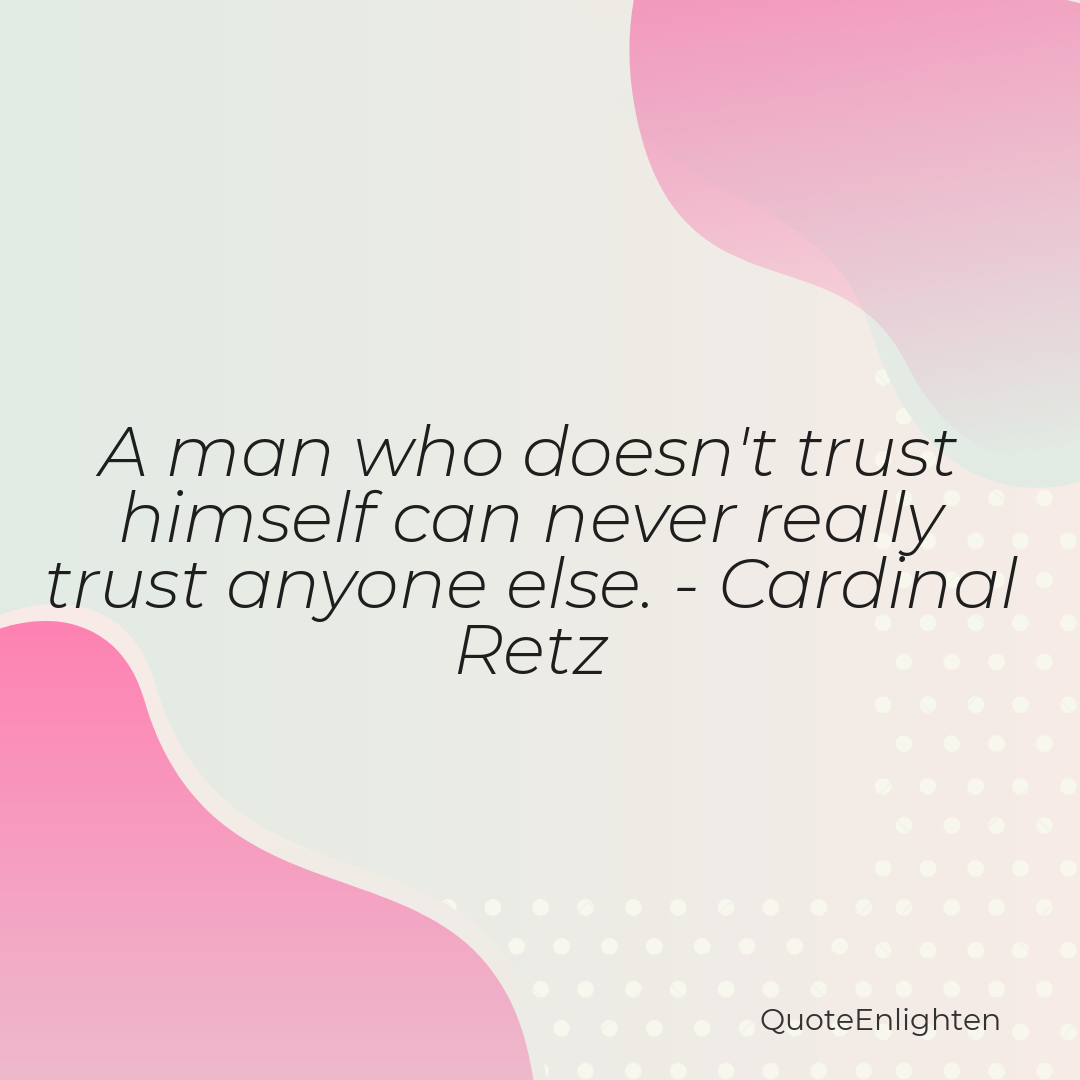 A man who doesn't trust
himself can never really
trust anyone else. - Cardinal
Retz
QuoteEnlighten